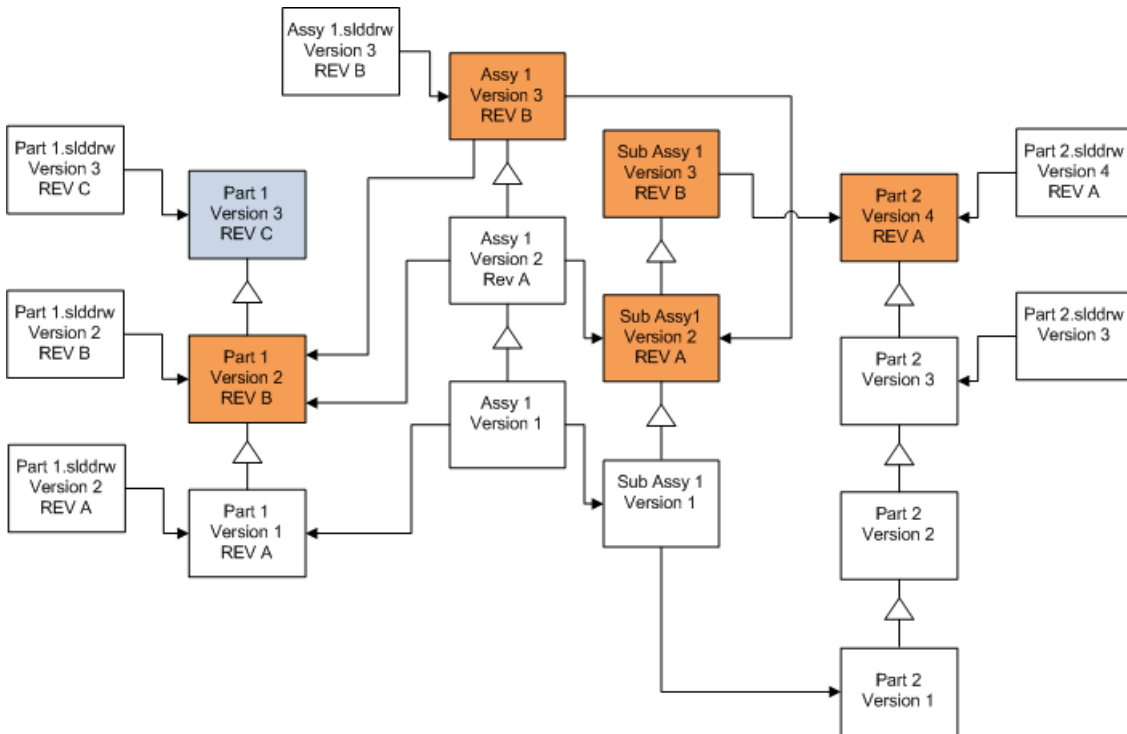 Assy 1.slddrw
Version 3
REV B
Assy 1
Version 3
REV B
Part 1.slddrw
Version 3
REV C
Part 1
Version 3
REV C
Sub Assy 1
Version 3
REV B
Part 2
Version 4
REV A
Part 2.slddrw
Version 4
REV A
Assy 1
Version 2
Rev A
Part 1.slddrw
Version 2
REV B
Part 1
Version 2
REV B
Sub Assy1
Version 2
REV A
Part 2
Version 3
Part 2.slddrw
Version 3
Assy 1
Version 1
Part 1.slddrw
Version 2
REV A
Part 1
Version 1
REV A
Sub Assy 1
Version 1
Part 2
Version 2
Part 2
Version 1